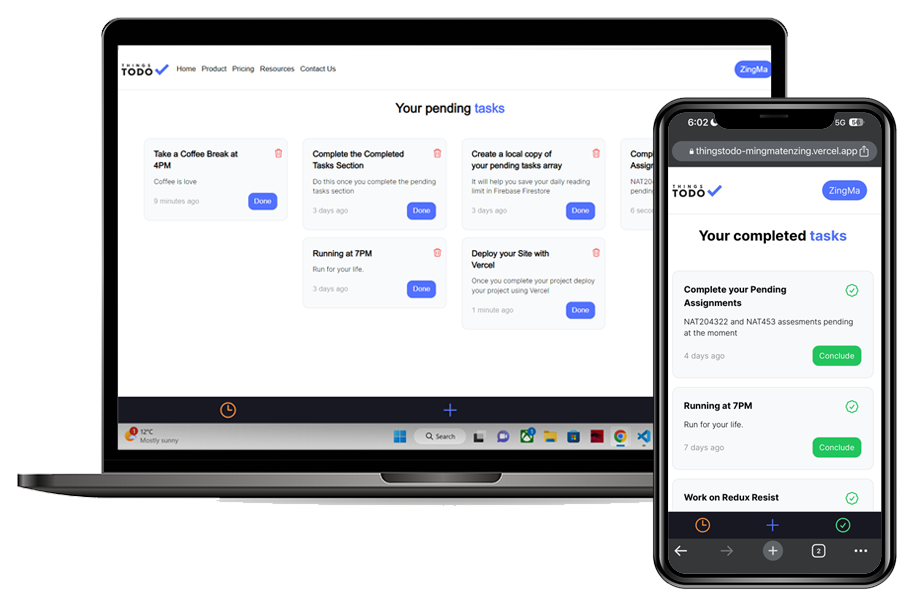 THINGS
TODO
Home Product Pricing Resources Contact Us
ZingMa
Your pending tasks
Take a Coffee Break at
4PM
Coffee is love
9 minutes ago
Done
Complete the Completed
Tasks Section
Do this once you complete the pending
tasks section
3 days ago
Done
Create a local copy of
your pending tasks array
It will help you save your daily reading
limit in Firebase Firestore
3 days ago
Done
Assig
NAT20
pending
6 secon
Running at 7PM
Run for your life.
3 days ago
Done
Deploy your Site with
Vercel
Once you complete your project deploy
your project using Vercel
1 minute ago
Done
1
12°C
Mostly sunny
Search
6:02
5G
thingstodo-mingmatenzing.vercel.app
THINGS
TODO
ZingMa
Your completed tasks
Complete your Pending
Assignments
NAT204322 and NAT453 assesments pending
at the moment
4 days ago
Conclude
Running at 7PM
Run for your life.
7 days ago
Conclude
Work on Redux Resist
2